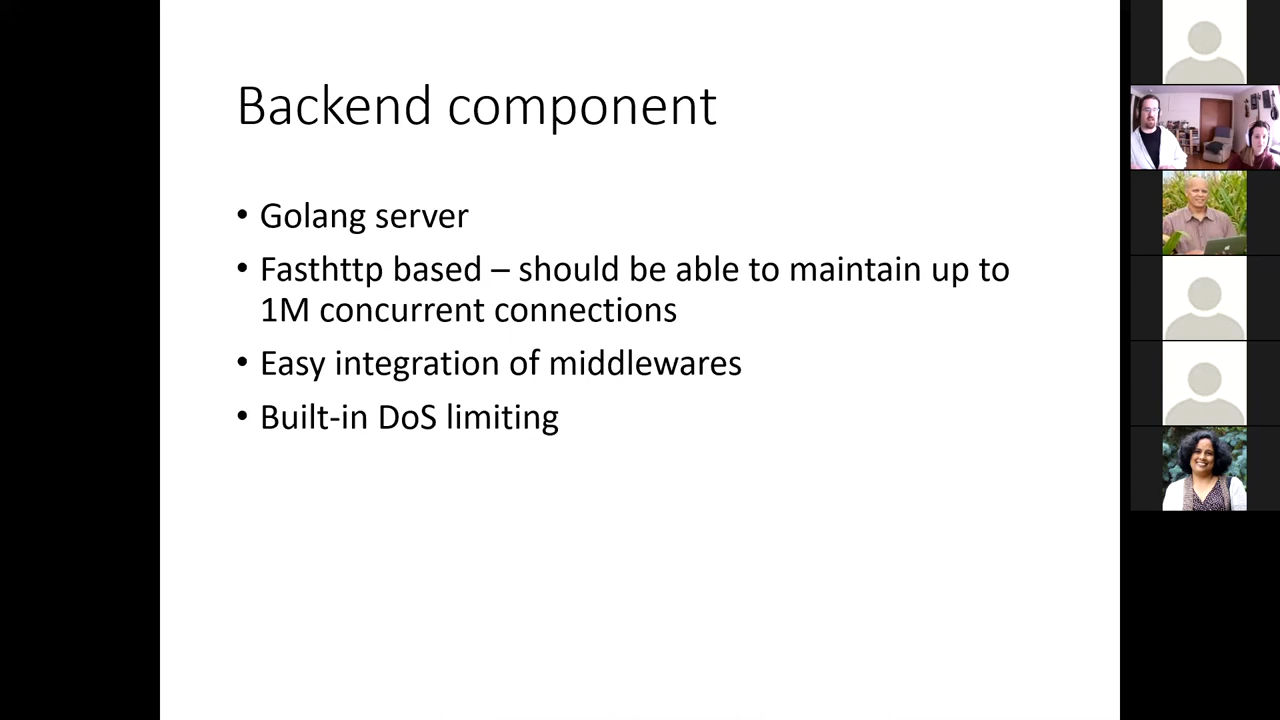 Backend component
• Golang server
• Fasthttp based – should be able to maintain up to
1M concurrent connections
• Easy integration of middlewares
• Built-in DoS limiting